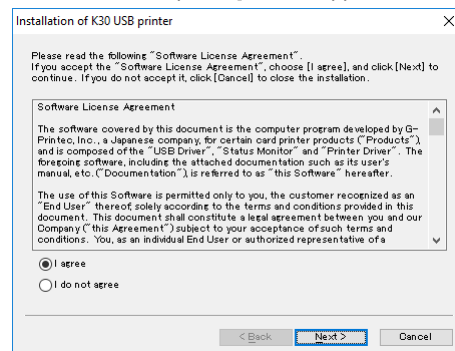 Installation of K30 USB printer
Please read the following "Software License Agreement".
If you accept the "Software License Agreement", choose [I agree], and click [Next] to
continue. If you do not accept it, click [Cancel] to close the installation.
Software License Agreement
The software covered by this document is the computer program developed by G-
Printec, Inc., a Japanese company, for certain card printer products ("Products"),
and is composed of the "USB Driver", "Status Monitor" and "Printer Driver". The
foregoing software, including the attached documentation such as its user's
manual, etc. ("Documentation"), is referred to as "this Software" hereafter.
The use of this Software is permitted only to you, the customer recognized as an
"End User" thereof, solely according to the terms and conditions provided in this
document. This document shall constitute a legal agreement between you and our
Company ("this Agreement") subject to your acceptance of such terms and
conditions. You, as an individual End User or authorized representative of a
I agree
I do not agree
< Back Next > Cancel